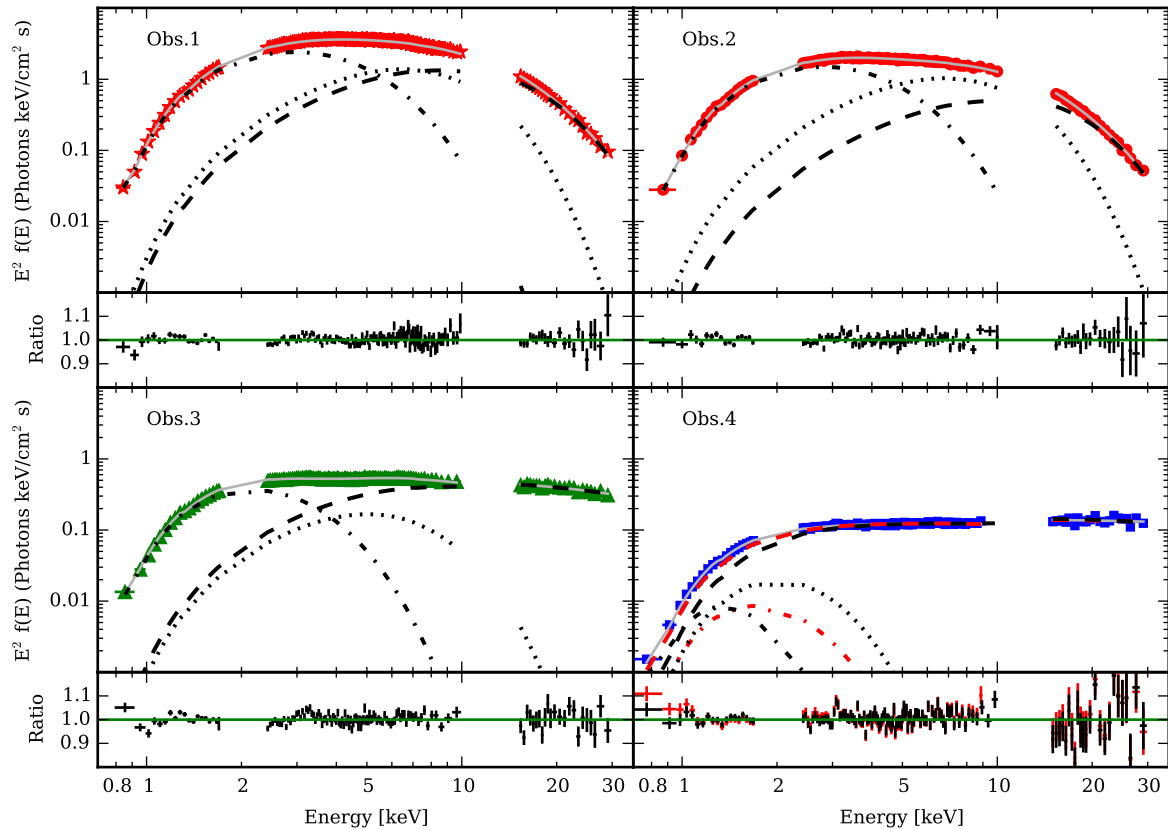 Obs.1
Obs.2
E² f(E) (Photons keV/cm² s)
1
0.1
0.01
Ratio
1.1
1.0
0.9
Obs.3
Obs.4
E² f(E) (Photons keV/cm² s)
1
0.1
0.01
Ratio
1.1
1.0
0.9
0.8 1 2 5 10 20 30
0.8 1 2 5 10 20 30
Energy [keV]
Energy [keV]